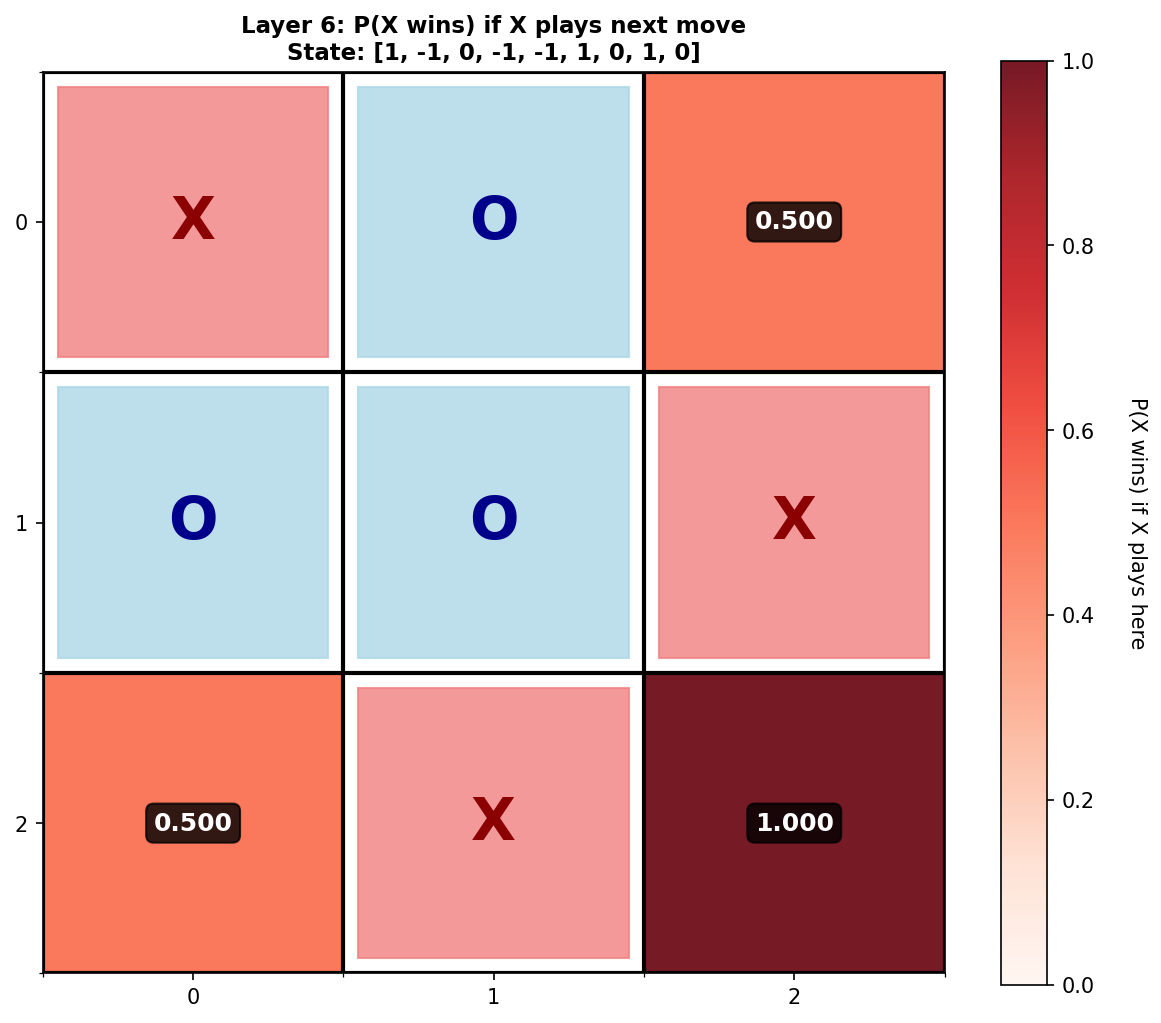 Layer 6: P(X wins) if X plays next move
State: [1, -1, 0, -1, -1, 1, 0, 1, 0]
X
O
0.500
O
O
X
0.500
X
1.000
0
1
2
0
1
2
1.0
0.8
0.6
0.4
0.2
0.0
P(X wins) if X plays here